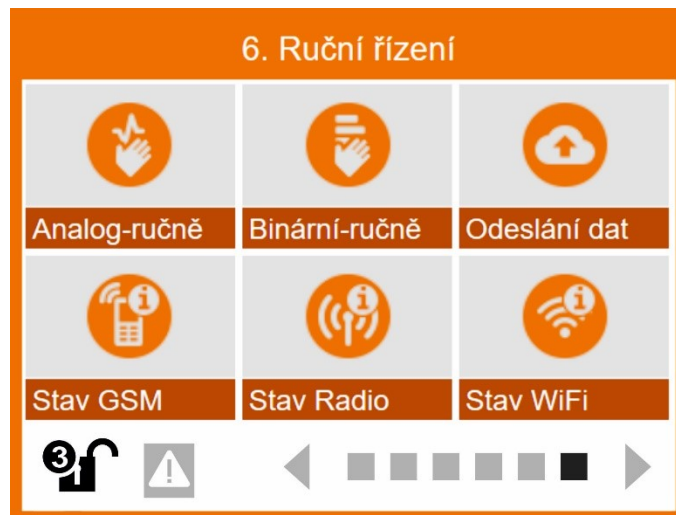 6. Ruční řízení
Analog-ručně
Binární-ručně
Odeslání dat
i
i
i
Stav GSM
Stav Radio
Stav WiFi
3